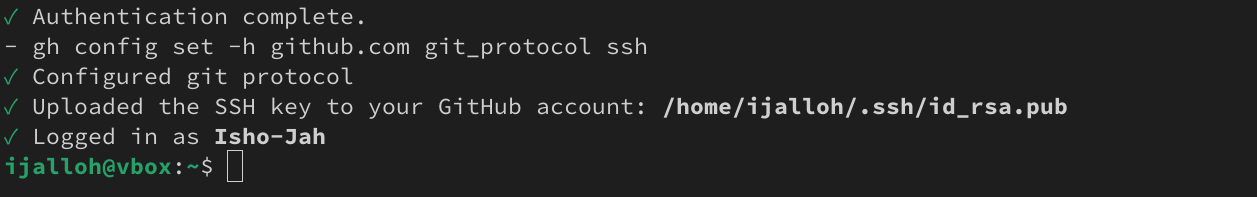 ✓ Authentication complete.
- gh config set -h github.com git_protocol ssh
✓ Configured git protocol
✓ Uploaded the SSH key to your GitHub account: /home/ijalloh/.ssh/id_rsa.pub
✓ Logged in as Isho-Jah
ijalloh@vbox:~$